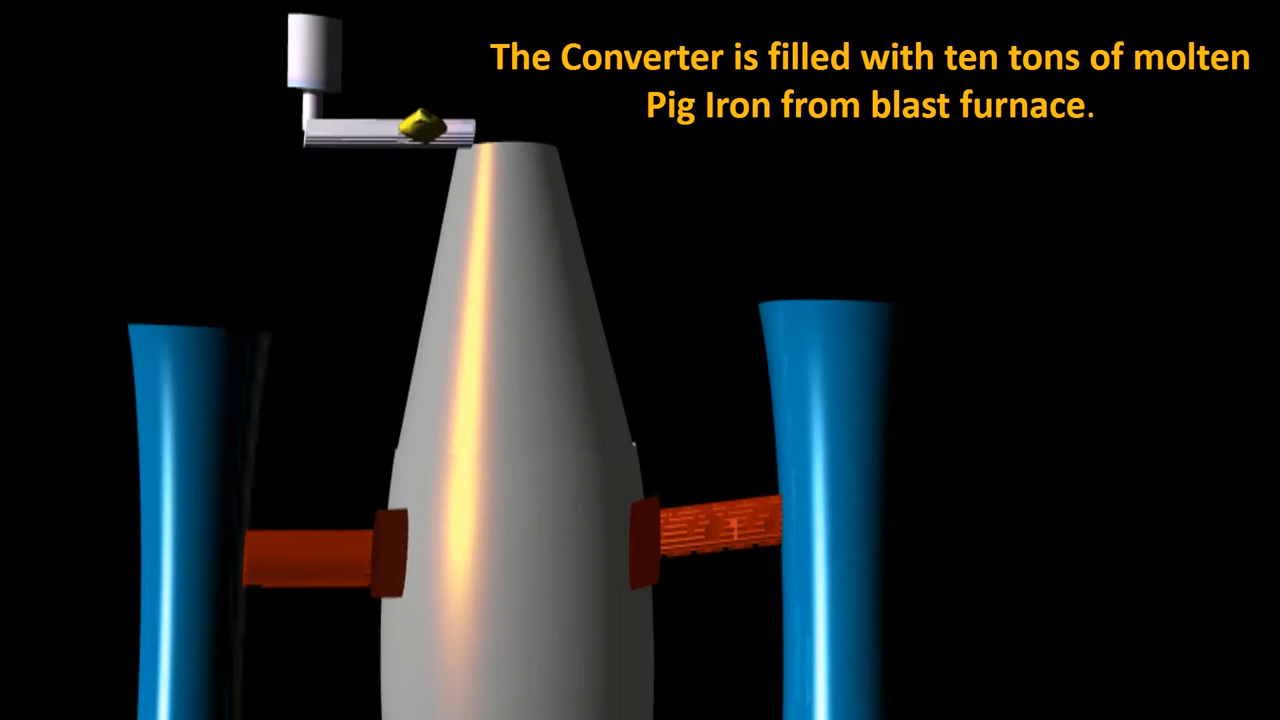 The Converter is filled with ten tons of molten
Pig Iron from blast furnace.